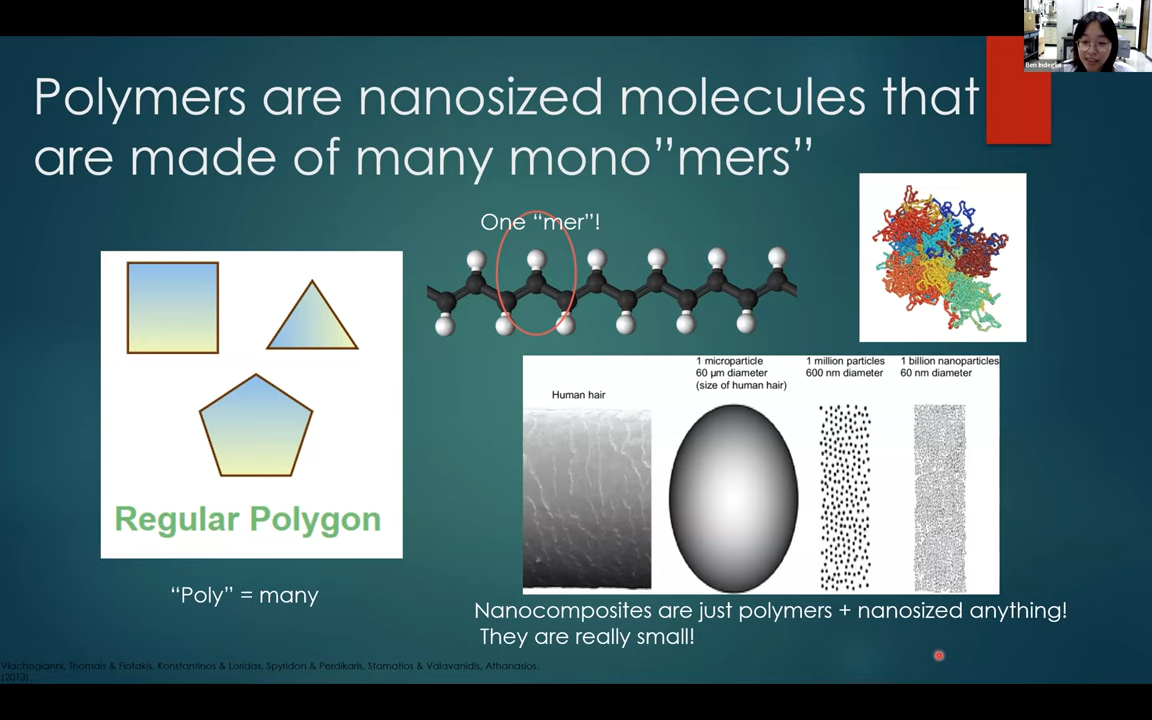 Polymers are nanosized molecules that
are made of many mono”mers”
One “mer”!
Regular Polygon
“Poly” = many
Human hair
1 microparticle
60 µm diameter
(size of human hair)
1 million particles
600 nm diameter
1 billion nanoparticles
60 nm diameter
Nanocomposites are just polymers + nanosized anything!
They are really small!
Vlachogianni, Thomais & Fiotakis, Konstantinos & Loridas, Spyridon & Perdikaris, Stamatios & Valavanidis, Athanasios.
(2013).